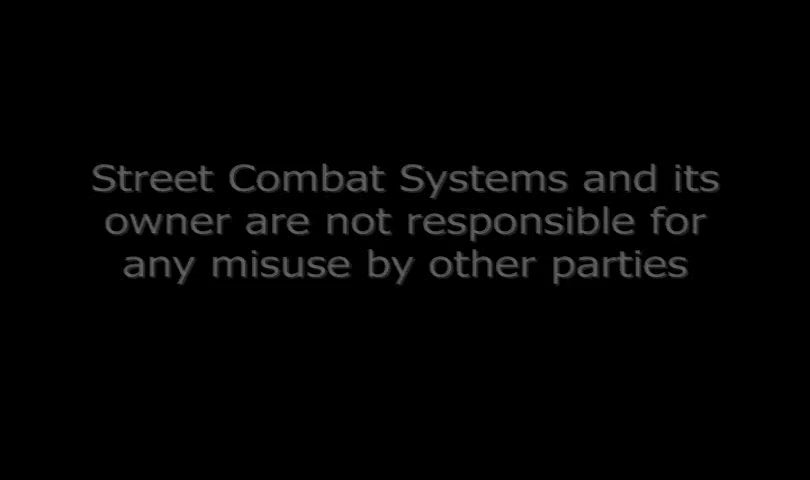 Street Combat Systems and its
owner are not responsible for
any misuse by other parties